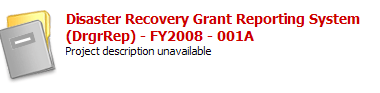 Disaster Recovery Grant Reporting System
(DrgrRep) - FY2008 - 001A
Project description unavailable